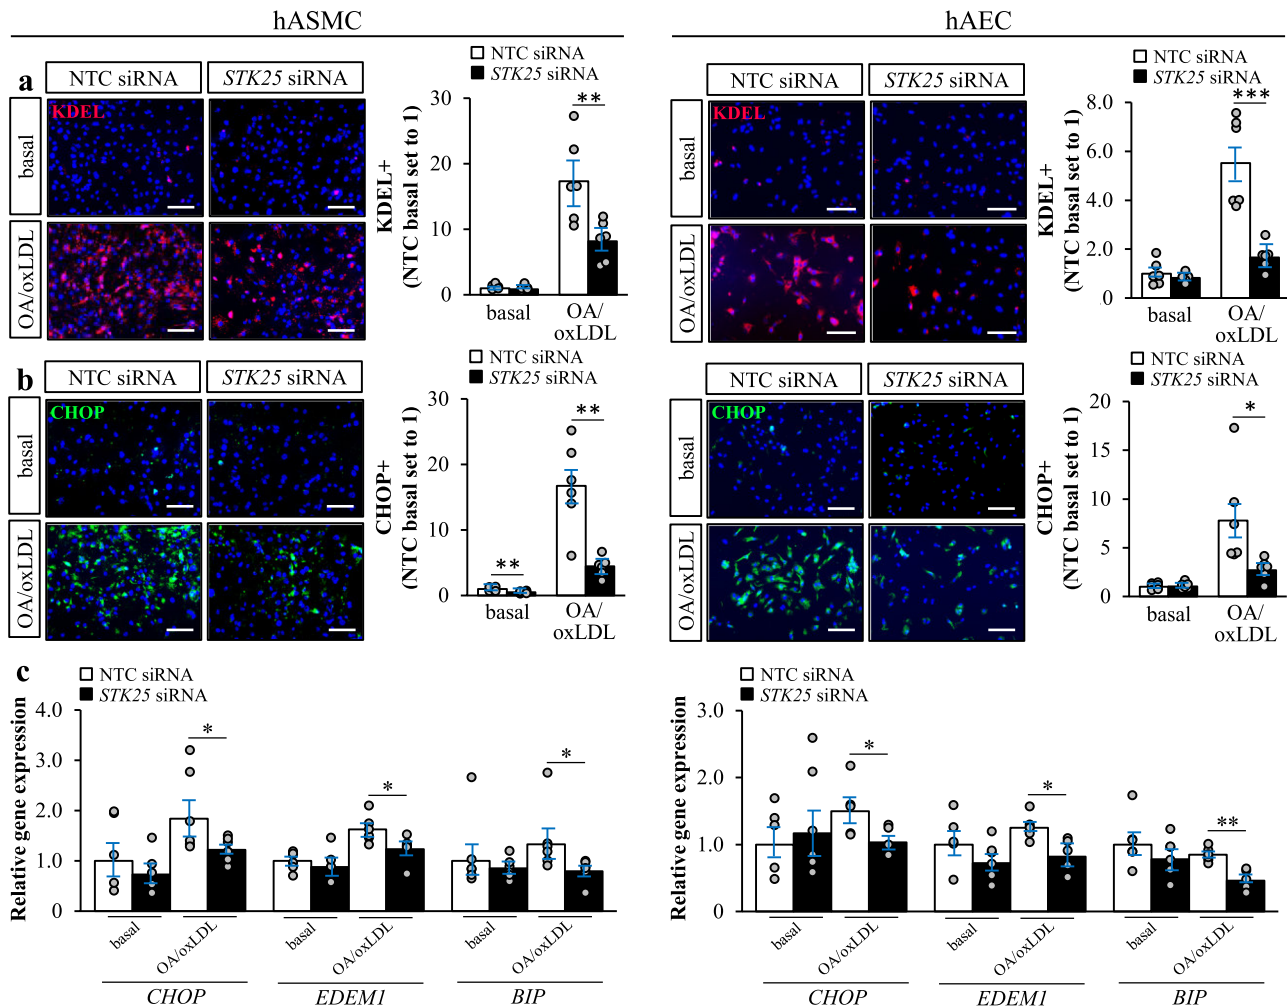 hASMC
hAEC
a
NTC siRNA
STK25 siRNA
basal
OA/oxLDL
KDEL
NTC siRNA
STK25 siRNA
KDEL+
(NTC basal set to 1)
30
20
10
0
**
basal
OA/
oxLDL
NTC siRNA
STK25 siRNA
basal
OA/oxLDL
KDEL
NTC siRNA
STK25 siRNA
KDEL+
(NTC basal set to 1)
8.0
6.0
4.0
2.0
0
***
basal
OA/
oxLDL
b
NTC siRNA
STK25 siRNA
basal
OA/oxLDL
CHOP
NTC siRNA
STK25 siRNA
CHOP+
(NTC basal set to 1)
30
20
10
0
**
**
basal
OA/
oxLDL
NTC siRNA
STK25 siRNA
basal
OA/oxLDL
CHOP
NTC siRNA
STK25 siRNA
CHOP+
(NTC basal set to 1)
20
15
10
5
0
*
basal
OA/
oxLDL
c
NTC siRNA
STK25 siRNA
Relative gene expression
4.0
3.0
2.0
1.0
0
*
*
*
basal
OA/oxLDL
basal
OA/oxLDL
basal
OA/oxLDL
CHOP
EDEM1
BIP
NTC siRNA
STK25 siRNA
Relative gene expression
3.0
2.0
1.0
0
*
*
**
basal
OA/oxLDL
basal
OA/oxLDL
basal
OA/oxLDL
CHOP
EDEM1
BIP